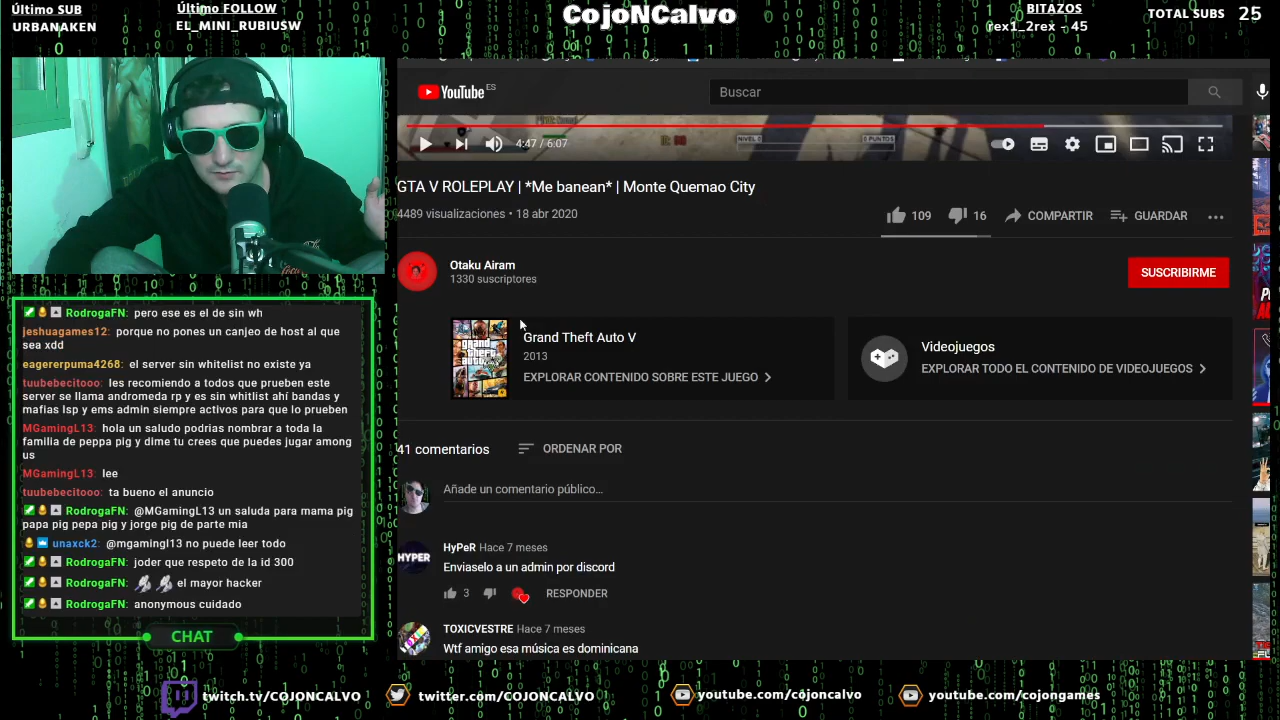 Último SUB
URBANAKEN
Último FOLLOW
EL_MINI_RUBIUSW
CojoNCalvo
BITAZOS
rex1_2rex - 45
TOTAL SUBS 25
YouTube ES
Buscar
4:47 / 6:07
NIVEL 0
0 PUNTOS
GTA V ROLEPLAY | *Me banean* | Monte Quemao City
4489 visualizaciones • 18 abr 2020
109
16
COMPARTIR
GUARDAR
Otaku Airam
1330 suscriptores
SUSCRIBIRME
grand theft auto V
Grand Theft Auto V
2013
EXPLORAR CONTENIDO SOBRE ESTE JUEGO
Videojuegos
EXPLORAR TODO EL CONTENIDO DE VIDEOJUEGOS
41 comentarios
ORDENAR POR
Añade un comentario público...
HYPER
HyPeR Hace 7 meses
Enviaselo a un admin por discord
3
RESPONDER
TOXICVESTRE Hace 7 meses
Wtf amigo esa música es dominicana
RodrogaFN: pero ese es el de sin wh
jeshuagames12: porque no pones un canjeo de host al que
sea xdd
eagererpuma4268: el server sin whitelist no existe ya
tuubebecitooo: les recomiendo a todos que prueben este
server se llama andromeda rp y es sin whitlist ahí bandas y
mafias lsp y ems admin siempre activos para que lo prueben
MGamingL13: hola un saludo podrias nombrar a toda la
familia de peppa pig y dime tu crees que puedes jugar among
us
MGamingL13: lee
tuubebecitooo: ta bueno el anuncio
RodrogaFN: @MGamingL13 un saluda para mama pig
papa pig pepa pig y jorge pig de parte mia
unaxck2: @mgamingl13 no puede leer todo
RodrogaFN: joder que respeto de la id 300
RodrogaFN: el mayor hacker
RodrogaFN: anonymous cuidado
CHAT
twitch.tv/COJONCALVO
twitter.com/COJONCALVO
youtube.com/cojoncalvo
youtube.com/cojongames